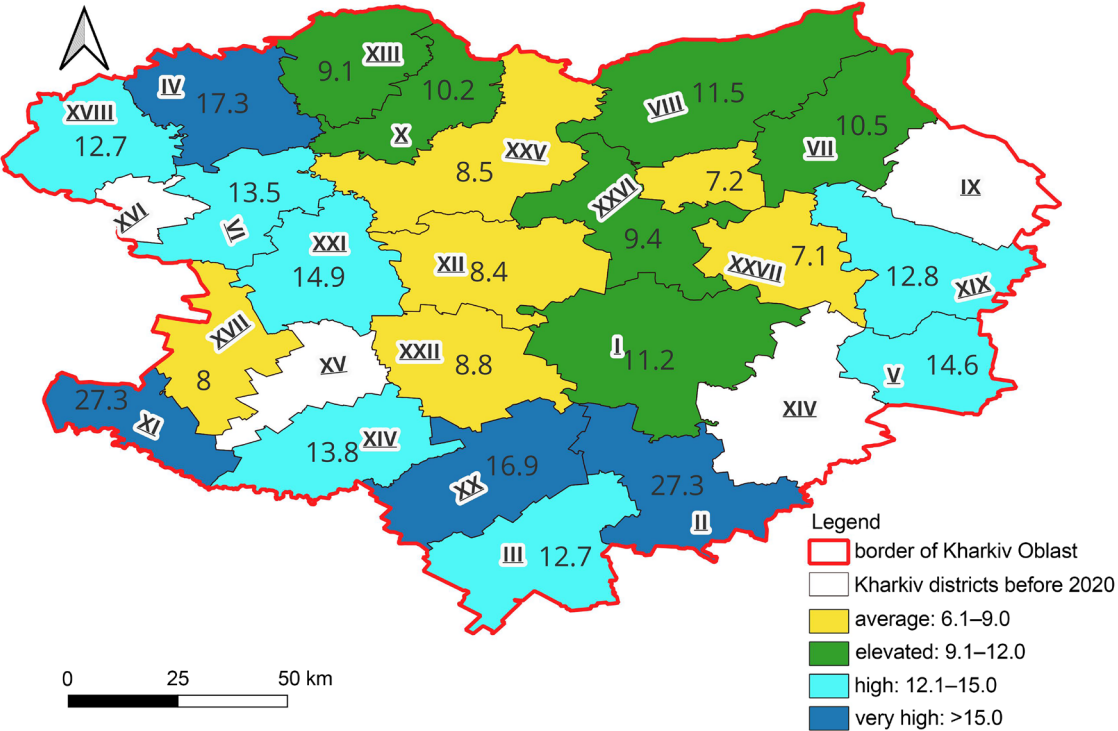 XIII
9.1
IV
17.3
10.2
XVIII
12.7
X
VIII
11.5
10.5
VII
XXV
8.5
7.2
IX
13.5
XVI
VI
XXVI
9.4
XXI
14.9
XII
8.4
XXVII
7.1
12.8
XIX
XVII
8
XV
XXII
8.8
I
11.2
V
14.6
27.3
XI
XIV
13.8
XIV
XX
16.9
27.3
II
III
12.7
Legend
border of Kharkiv Oblast
Kharkiv districts before 2020
average: 6.1–9.0
elevated: 9.1–12.0
high: 12.1–15.0
very high: >15.0
0 25 50 km